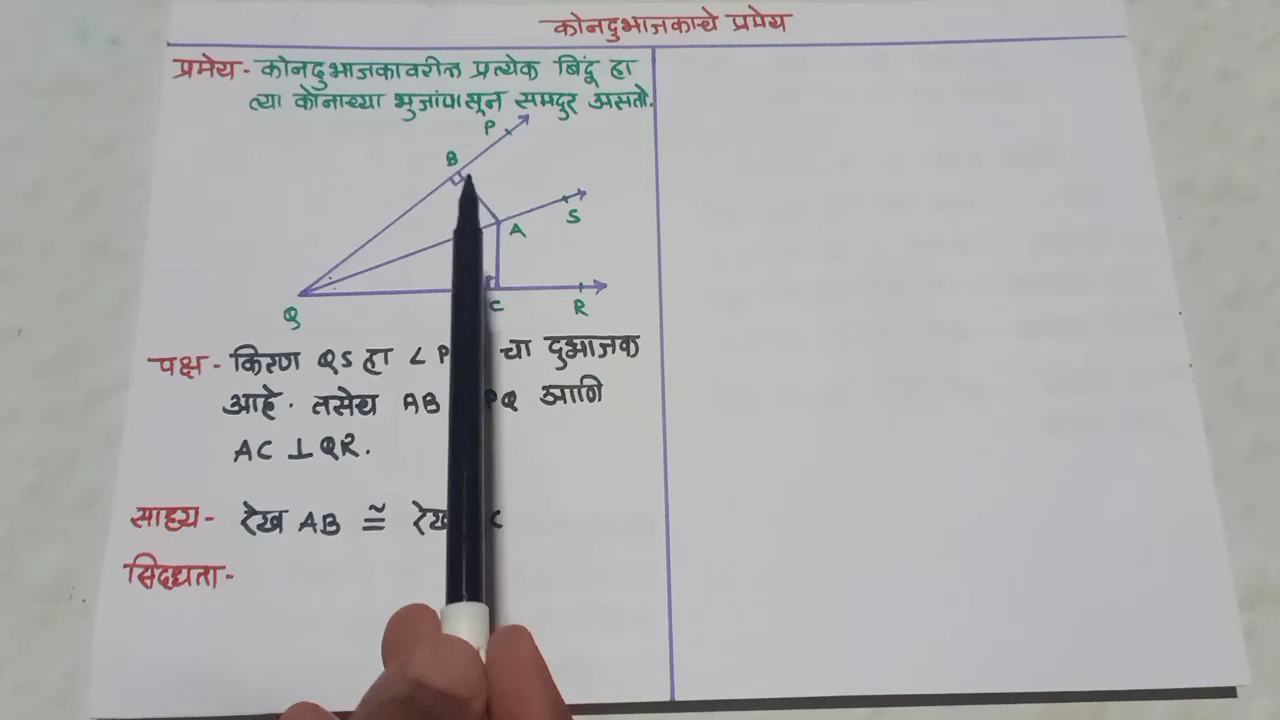 कोनदुभाजकाचे प्रमेय
प्रमेय- कोनदुभाजकावरील प्रत्येक बिंदू हा
त्या कोनाच्या भुजांपासून समदुर असतो.
P
B
S
A
Q
C
R
पक्ष- किरण QS हा ∠P चा दुभाजक
आहे. तसेच AB PQ आणि
AC ⊥ QR.
साध्य- रेख AB ≅ रेख C
सिद्धता-